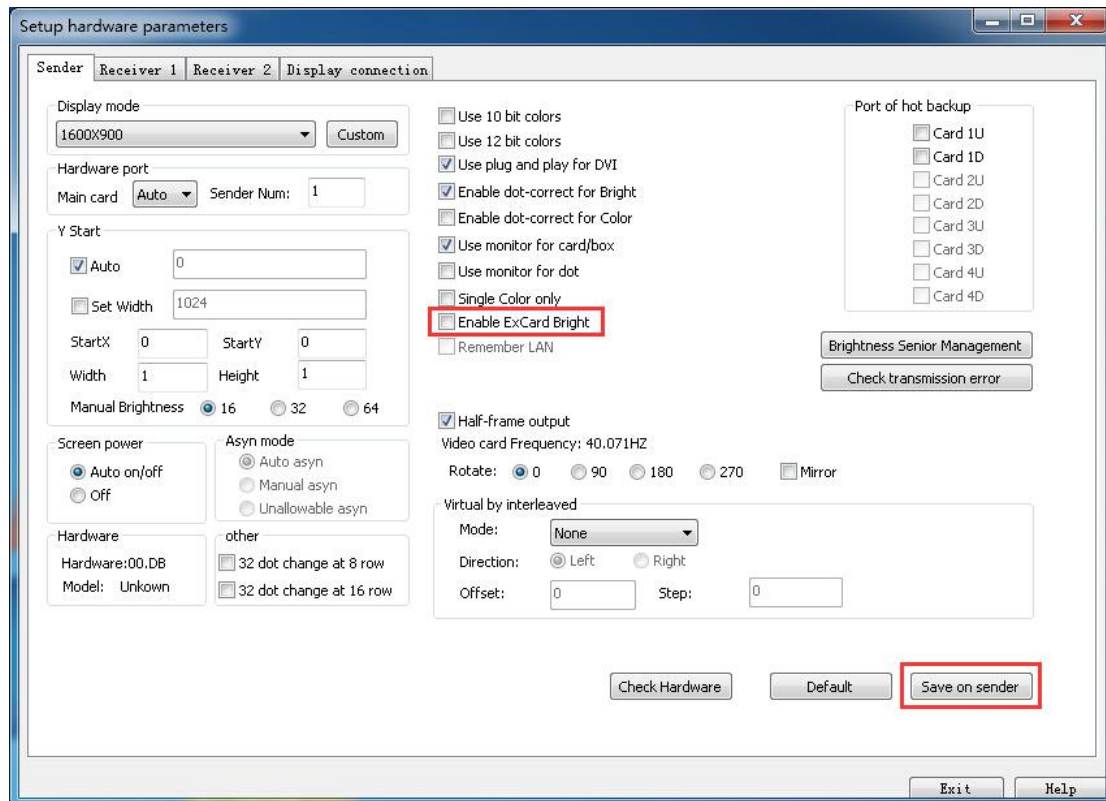 Setup hardware parameters
Sender
Receiver 1
Receiver 2
Display connection
Display mode
1600X900
Custom
Hardware port
Main card
Auto
Sender Num:
1
Y Start
Auto
0
Set Width
1024
StartX
0
StartY
0
Width
1
Height
1
Manual Brightness
16
32
64
Screen power
Auto on/off
Off
Asyn mode
Auto asyn
Manual asyn
Unallowable asyn
Hardware
Hardware:00.DB
Model: Unkown
other
32 dot change at 8 row
32 dot change at 16 row
Use 10 bit colors
Use 12 bit colors
Use plug and play for DVI
Enable dot-correct for Bright
Enable dot-correct for Color
Use monitor for card/box
Use monitor for dot
Single Color only
Enable ExCard Bright
Remember LAN
Port of hot backup
Card 1U
Card 1D
Card 2U
Card 2D
Card 3U
Card 3D
Card 4U
Card 4D
Brightness Senior Management
Check transmission error
Half-frame output
Video card Frequency: 40.071HZ
Rotate:
0
90
180
270
Mirror
Virtual by interleaved
Mode:
None
Direction:
Left
Right
Offset:
0
Step:
0
Check Hardware
Default
Save on sender
Exit
Help